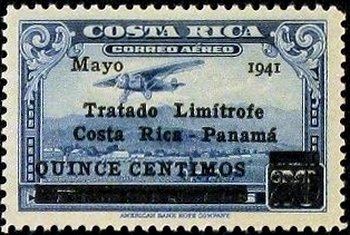 COSTA RICA
CORREO AEREO
Mayo 1941
Tratado Limítrofe
Costa Rica - Panamá
QUINCE CENTIMOS
AMERICAN BANK NOTE COMPANY